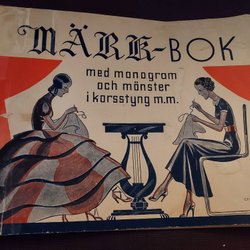 MÄRK-BOK
med monogram
och mönster
i korsstyng m.m.